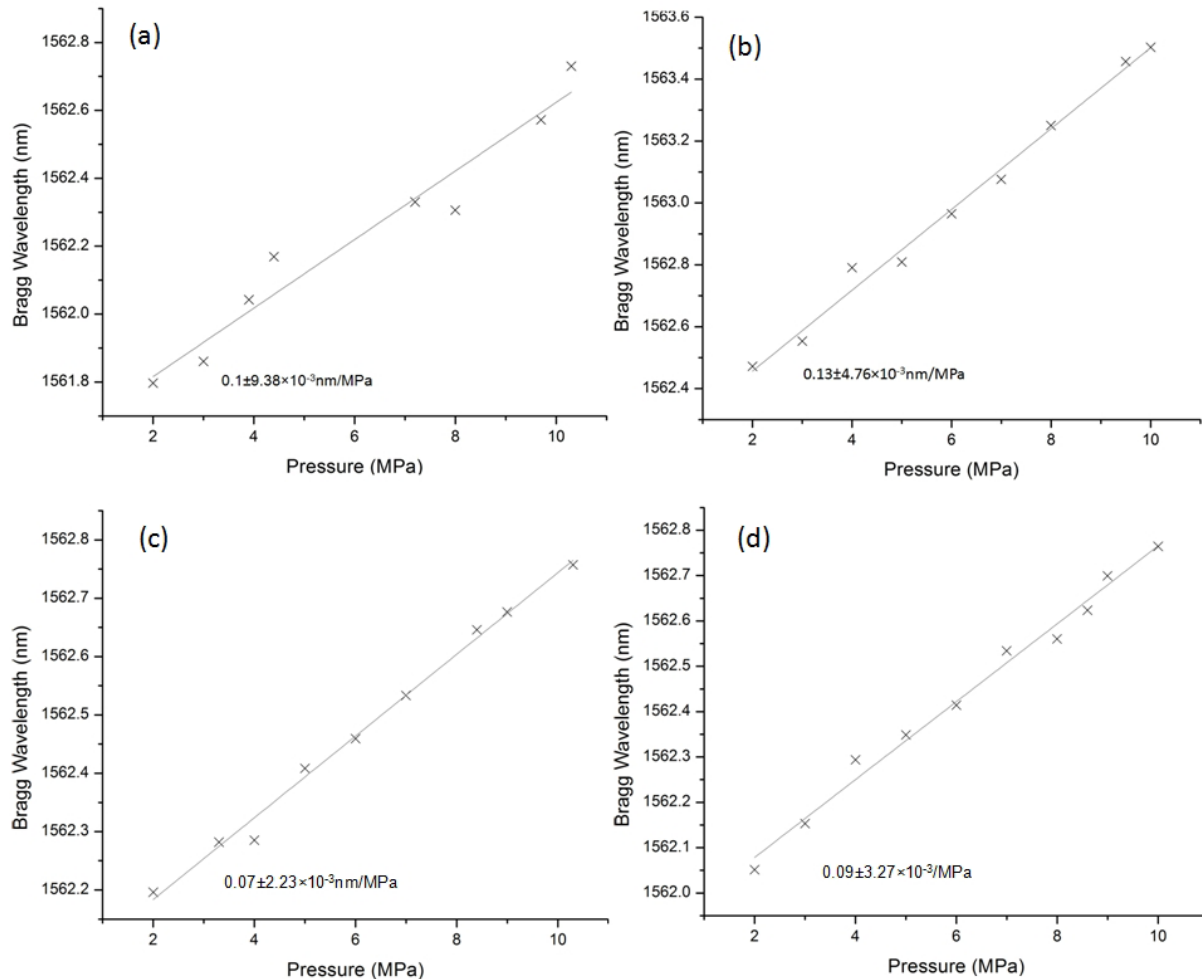 (a)
Bragg Wavelength (nm)
1562.8
1562.6
1562.4
1562.2
1562.0
1561.8
0.1±9.38×10⁻³nm/MPa
2 4 6 8 10
Pressure (MPa)
(b)
Bragg Wavelength (nm)
1563.6
1563.4
1563.2
1563.0
1562.8
1562.6
1562.4
0.13±4.76×10⁻³nm/MPa
2 4 6 8 10
Pressure (MPa)
(c)
Bragg Wavelength (nm)
1562.8
1562.7
1562.6
1562.5
1562.4
1562.3
1562.2
0.07±2.23×10⁻³nm/MPa
2 4 6 8 10
Pressure (MPa)
(d)
Bragg Wavelength (nm)
1562.8
1562.7
1562.6
1562.5
1562.4
1562.3
1562.2
1562.1
1562.0
0.09±3.27×10⁻³/MPa
2 4 6 8 10
Pressure (MPa)